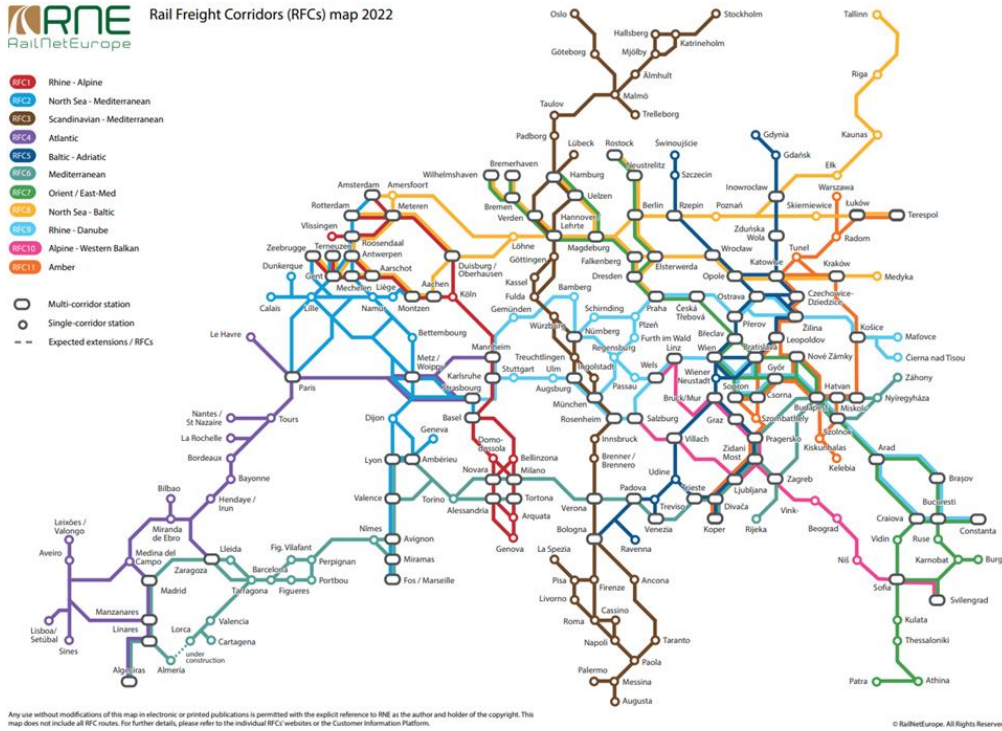 RNE
RailNetEurope
Rail Freight Corridors (RFCs) map 2022
RFC1 Rhine - Alpine
RFC2 North Sea - Mediterranean
RFC3 Scandinavian - Mediterranean
RFC4 Atlantic
RFC5 Baltic - Adriatic
RFC6 Mediterranean
RFC7 Orient / East-Med
RFC8 North Sea - Baltic
RFC9 Rhine - Danube
RFC10 Alpine - Western Balkan
RFC11 Amber
Multi-corridor station
Single-corridor station
Expected extensions / RFCs
Oslo
Stockholm
Tallinn
Hallsberg
Katrineholm
Göteborg
Mjölby
Älmhult
Riga
Malmö
Taulov
Trelleborg
Padborg
Lübeck
Rostock
Świnoujście
Gdynia
Kaunas
Wilhelmshaven
Bremerhaven
Hamburg
Neustrelitz
Szczecin
Gdańsk
Ełk
Amsterdam
Amersfoort
Bremen
Uelzen
Inowrocław
Warszawa
Rotterdam
Meteren
Verden
Hannover
Lehrte
Berlin
Rzepin
Poznań
Skierniewice
Łuków
Terespol
Vlissingen
Roosendaal
Löhne
Magdeburg
Zduńska
Wola
Radom
Zeebrugge
Terneuzen
Antwerpen
Göttingen
Falkenberg
Wrocław
Tunel
Dunkerque
Gent
Aarschot
Duisburg /
Oberhausen
Elsterwerda
Katowice
Kraków
Mechelen
Liège
Aachen
Kassel
Dresden
Opole
Medyka
Calais
Lille
Namur
Montzen
Köln
Fulda
Bamberg
Schirnding
Praha
Česká
Třebová
Ostrava
Czechowice-
Dziedzice
Gemünden
Würzburg
Nürnberg
Plzeň
Přerov
Žilina
Košice
Maťovce
Le Havre
Bettembourg
Furth im Wald
Břeclav
Leopoldov
Čierna nad Tisou
Metz /
Woippy
Mannheim
Treuchtlingen
Regensburg
Wels
Linz
Wien
Bratislava
Nové Zámky
Paris
Karlsruhe
Strasbourg
Stuttgart
Ulm
Ingolstadt
Passau
Wiener
Neustadt
Győr
Hatvan
Záhony
Augsburg
Bruck/Mur
Sopron
Csorna
Budapest
Miskolc
Nyíregyháza
Nantes /
St Nazaire
Tours
Dijon
Basel
München
Rosenheim
Salzburg
Graz
Szombathely
Szolnok
La Rochelle
Geneva
Domo-
dossola
Innsbruck
Villach
Zidani
Most
Pragersko
Kiskunhalas
Kelebia
Arad
Bordeaux
Lyon
Ambérieu
Bellinzona
Brenner /
Brennero
Udine
Brașov
Bayonne
Novara
Milano
Bilbao
Hendaye /
Irun
Valence
Torino
Alessandria
Tortona
Verona
Padova
Treviso
Trieste
Divača
Ljubljana
Zagreb
Vink-
București
Leixões /
Valongo
Miranda
de Ebro
Nîmes
Avignon
Arquata
Bologna
Venezia
Koper
Rijeka
Beograd
Craiova
Constanta
Aveiro
Medina del
Campo
Lleida
Fig. Vilafant
Perpignan
Genova
Ravenna
Vidin
Ruse
Zaragoza
Barcelona
Miramas
La Spezia
Niš
Karnobat
Burg
Madrid
Tarragona
Figueres
Portbou
Fos / Marseille
Pisa
Firenze
Ancona
Sofia
Svilengrad
Manzanares
Livorno
Cassino
Lisboa/
Setúbal
Linares
Lorca
Valencia
Roma
Kulata
Sines
Cartagena
Napoli
Taranto
Thessaloniki
under
construction
Algeciras
Almería
Paola
Palermo
Messina
Patra
Athina
Augusta
Any use without modifications of this map in electronic or printed publications is permitted with the explicit reference to RNE as the author and holder of the copyright. This
map does not include all RFC routes. For further details, please refer to the individual RFCs' websites or the Customer Information Platform.
© RailNetEurope. All Rights Reserve